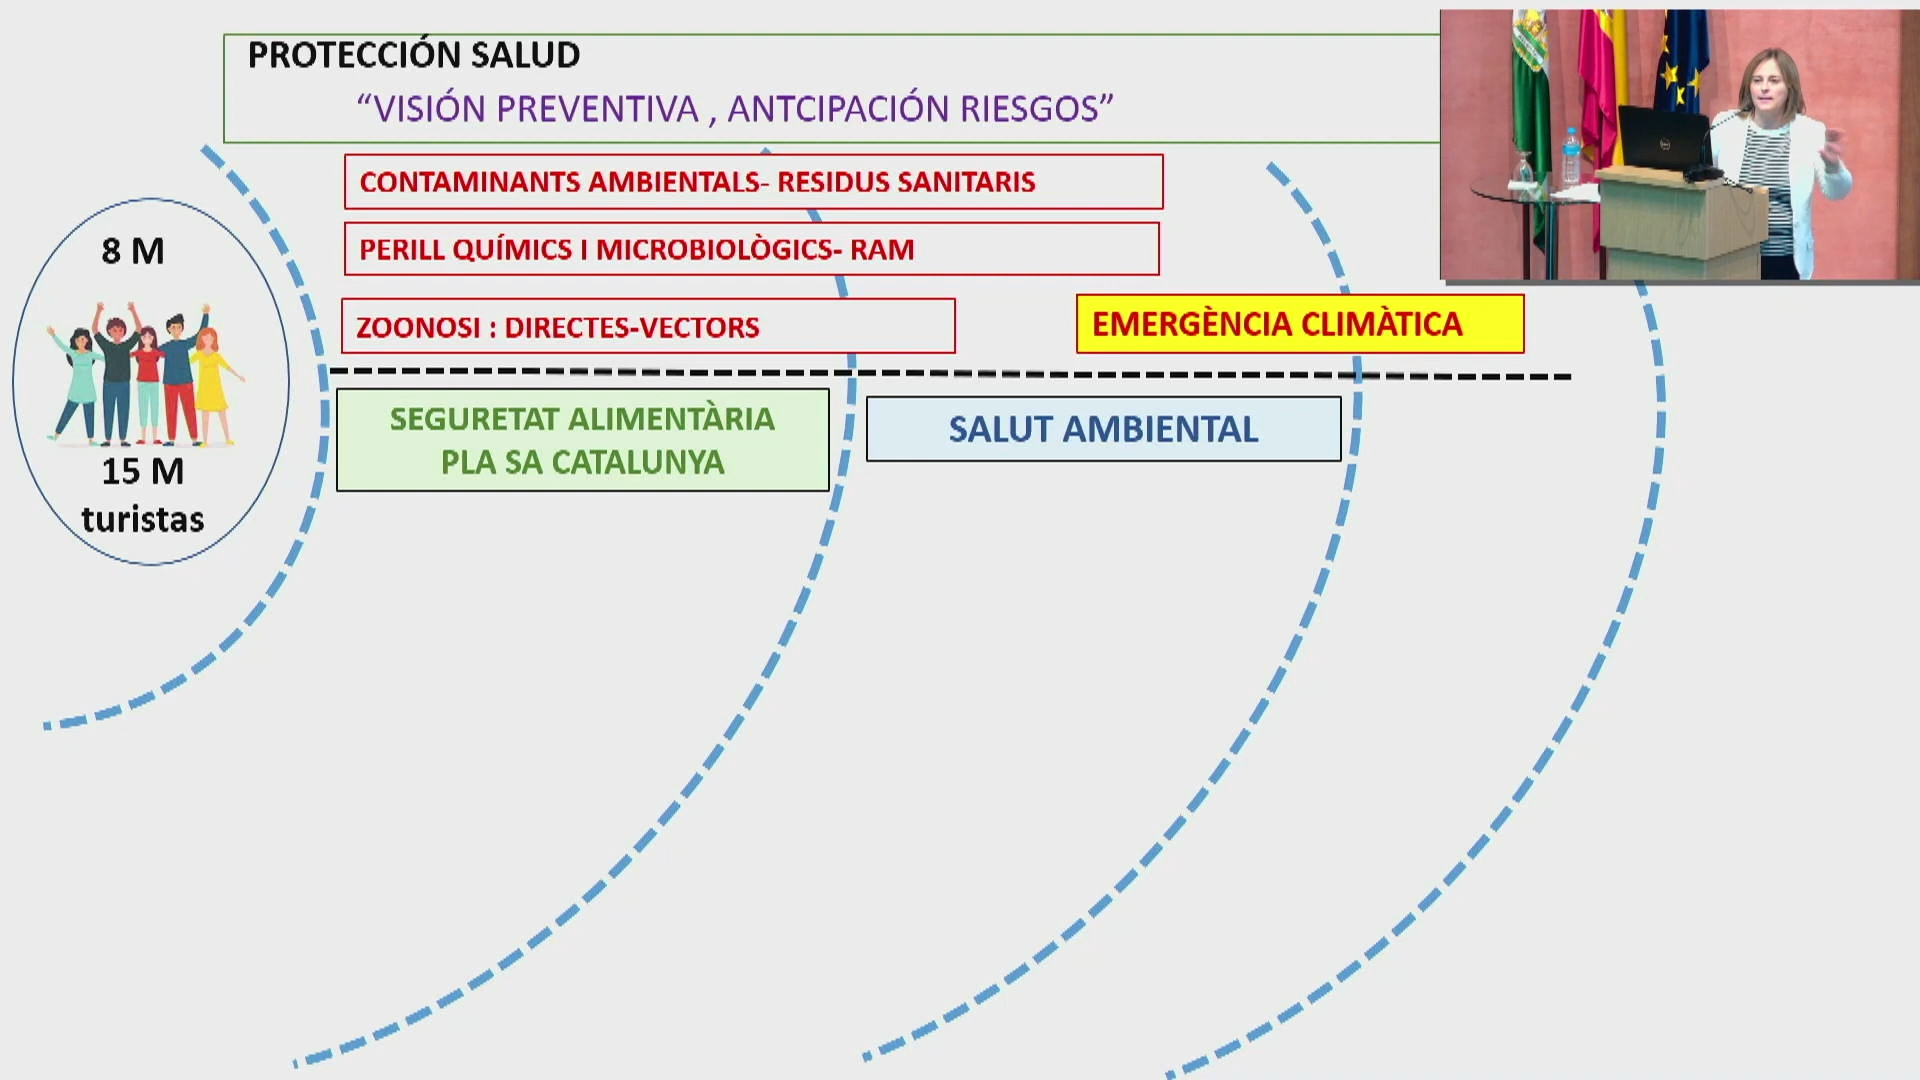 PROTECCIÓN SALUD
“VISIÓN PREVENTIVA , ANTCIPACIÓN RIESGOS”
CONTAMINANTS AMBIENTALS- RESIDUS SANITARIS
PERILL QUÍMICS I MICROBIOLÒGICS- RAM
ZOONOSI : DIRECTES-VECTORS
EMERGÈNCIA CLIMÀTICA
8 M
15 M
turistas
SEGURETAT ALIMENTÀRIA
PLA SA CATALUNYA
SALUT AMBIENTAL